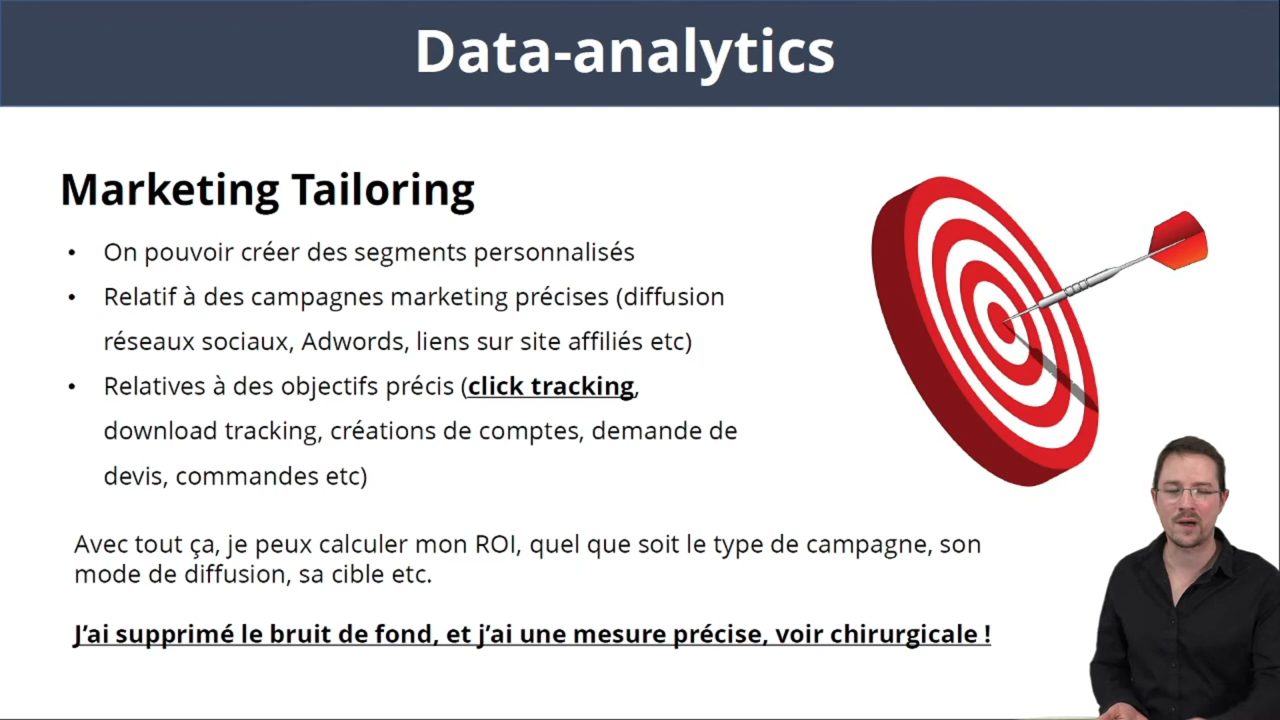 Data-analytics
Marketing Tailoring
• On pouvoir créer des segments personnalisés
• Relatif à des campagnes marketing précises (diffusion
réseaux sociaux, Adwords, liens sur site affiliés etc)
• Relatives à des objectifs précis (click tracking,
download tracking, créations de comptes, demande de
devis, commandes etc)
Avec tout ça, je peux calculer mon ROI, quel que soit le type de campagne, son
mode de diffusion, sa cible etc.
J’ai supprimé le bruit de fond, et j’ai une mesure précise, voir chirurgicale !